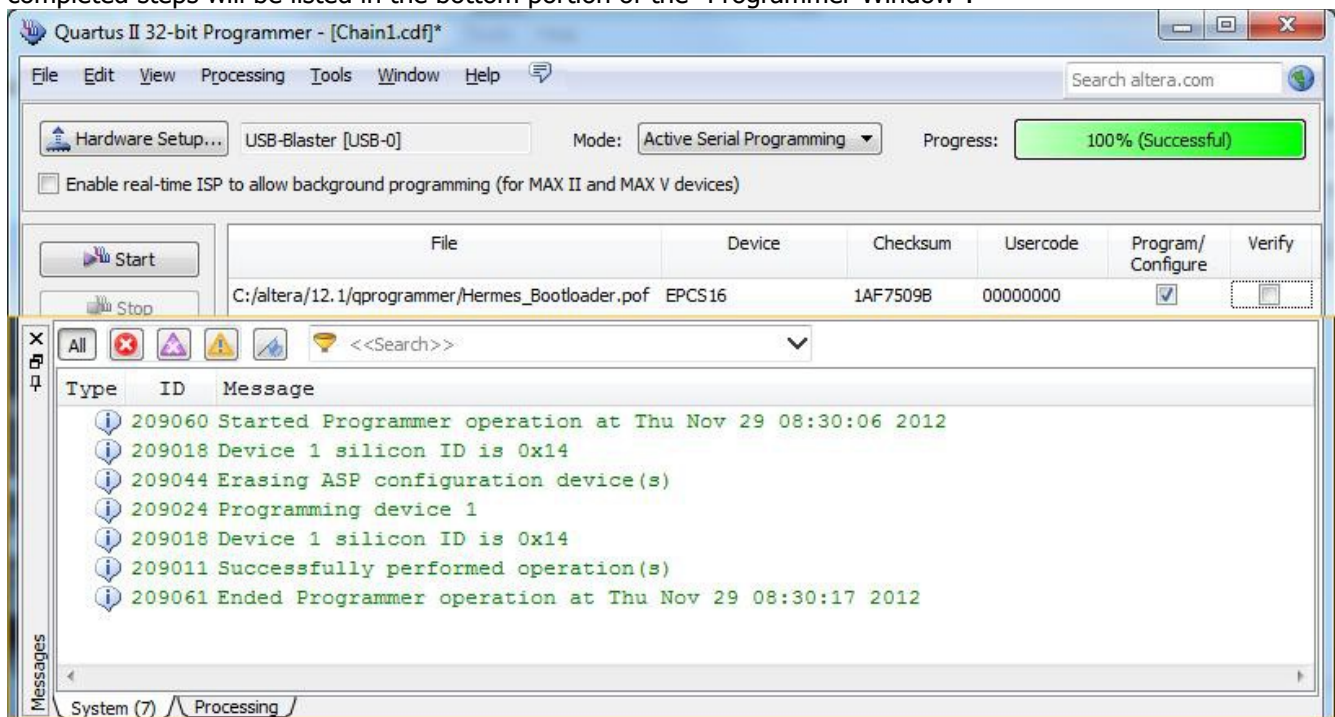 completed steps will be listed in the bottom portion of the "Programmer Window".
Quartus II 32-bit Programmer - [Chain1.cdf]*
File Edit View Processing Tools Window Help
Search altera.com
Hardware Setup... USB-Blaster [USB-0] Mode: Active Serial Programming Progress: 100% (Successful)
Enable real-time ISP to allow background programming (for MAX II and MAX V devices)
Start
Stop
File Device Checksum Usercode Program/ Verify
Configure
C:/altera/12.1/qprogrammer/Hermes_Bootloader.pof EPCS16 1AF7509B 00000000
All <<Search>>
Type ID Message
209060 Started Programmer operation at Thu Nov 29 08:30:06 2012
209018 Device 1 silicon ID is 0x14
209044 Erasing ASP configuration device(s)
209024 Programming device 1
209018 Device 1 silicon ID is 0x14
209011 Successfully performed operation(s)
209061 Ended Programmer operation at Thu Nov 29 08:30:17 2012
Messages
System (7) Processing